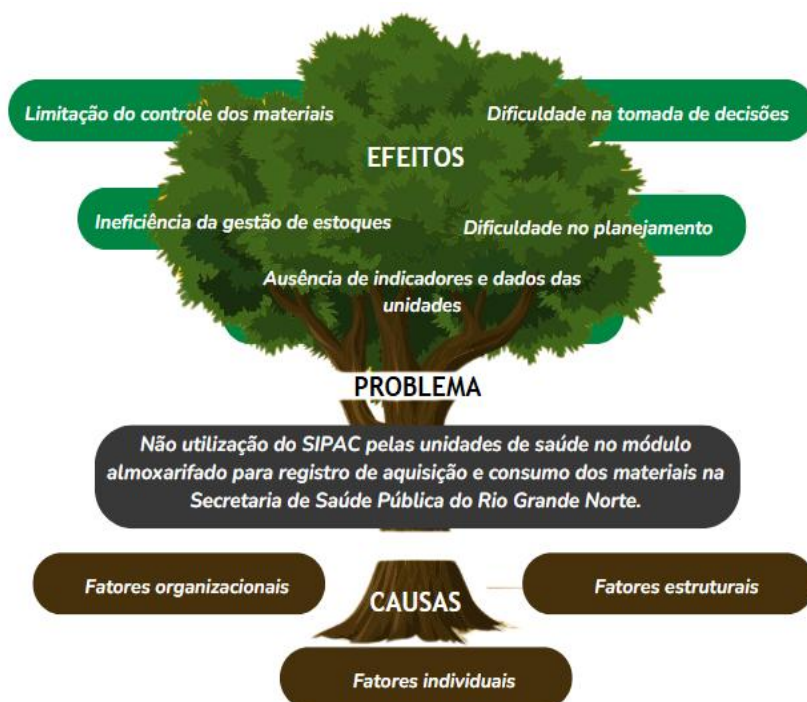 Limitação do controle dos materiais
Dificuldade na tomada de decisões
EFEITOS
Ineficiência da gestão de estoques
Dificuldade no planejamento
Ausência de indicadores e dados das
unidades
PROBLEMA
Não utilização do SIPAC pelas unidades de saúde no módulo
almoxarifado para registro de aquisição e consumo dos materiais na
Secretaria de Saúde Pública do Rio Grande Norte.
Fatores organizacionais
Fatores estruturais
CAUSAS
Fatores individuais